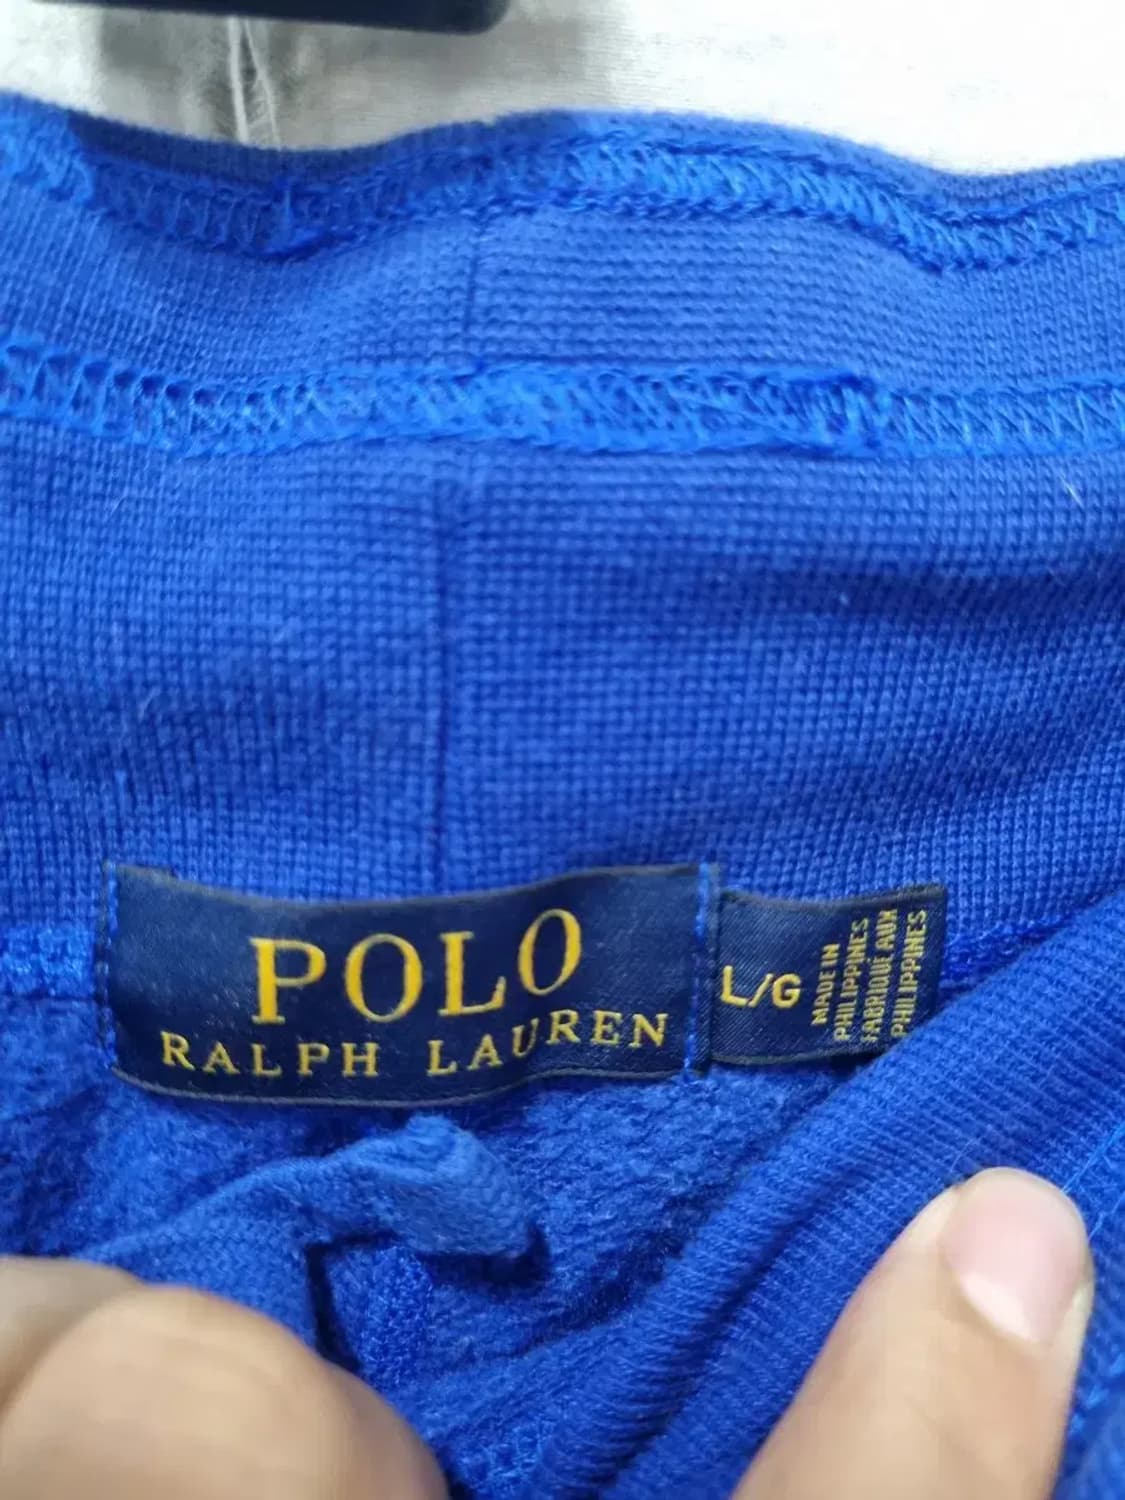 POLO
RALPH LAUREN
L/G
MADE IN
PHILIPPINES
FABRIQUÉ AUX
PHILIPPINES